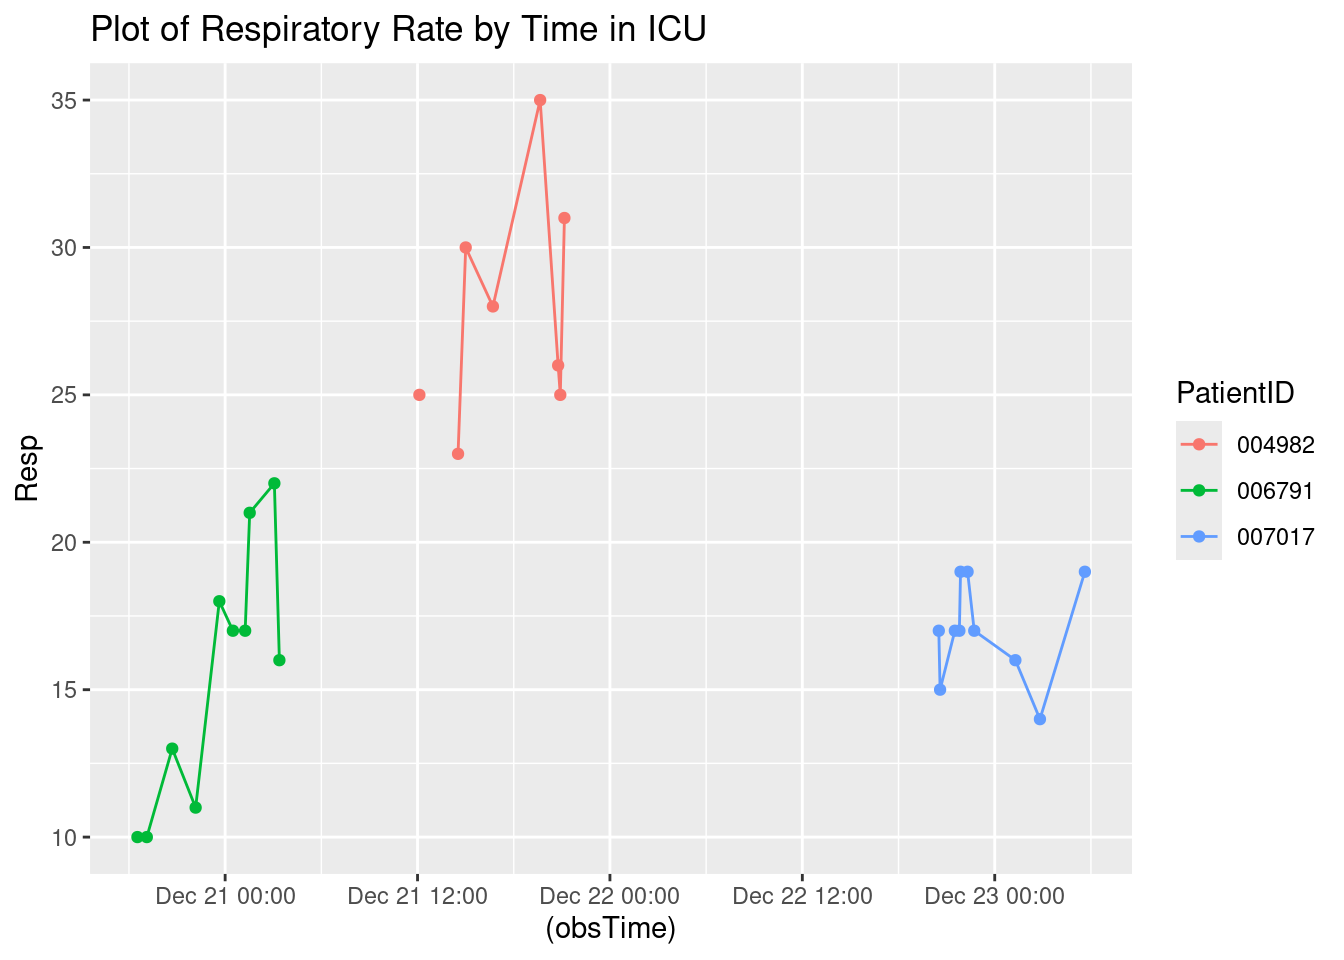 Plot of Respiratory Rate by Time in ICU
35
30
25
20
15
10
Resp
Dec 21 00:00
Dec 21 12:00
Dec 22 00:00
Dec 22 12:00
Dec 23 00:00
(obsTime)
PatientID
004982
006791
007017